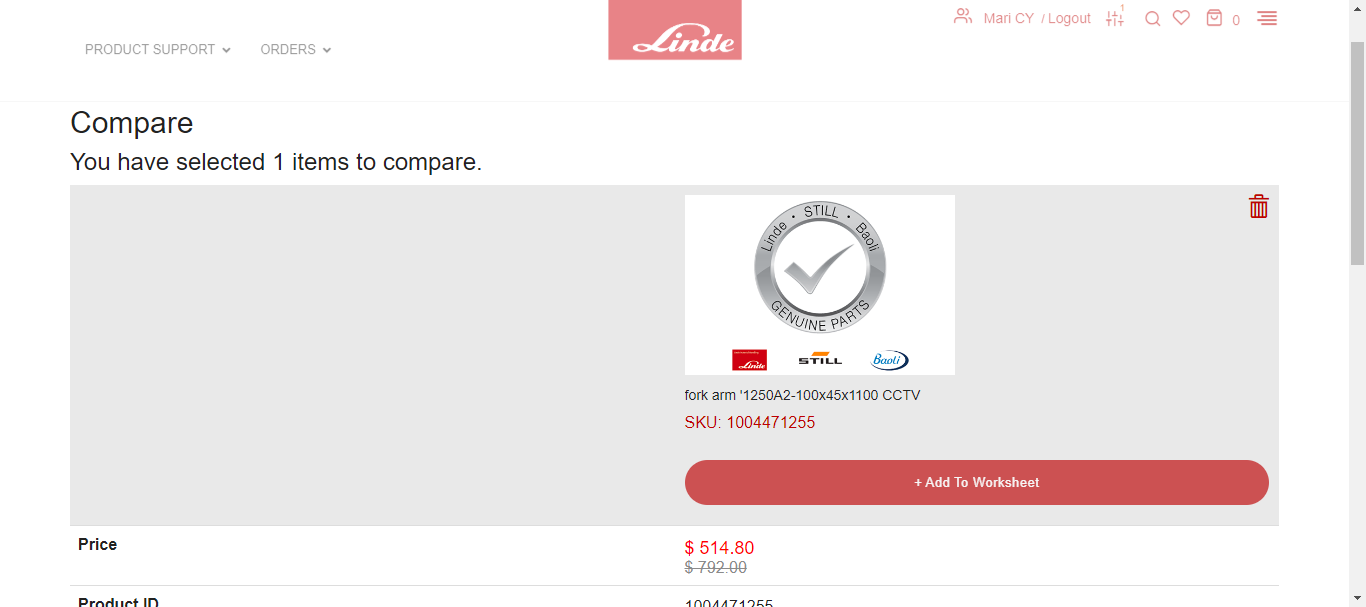 Mari CY / Logout
1
0
PRODUCT SUPPORT
ORDERS
Linde
Compare
You have selected 1 items to compare.
Linde · STILL · Baoli
GENUINE PARTS
Linde
STILL
Baoli
fork arm '1250A2-100x45x1100 CCTV
SKU: 1004471255
+ Add To Worksheet
Price
$ 514.80
$ 792.00
Product ID
1004471255